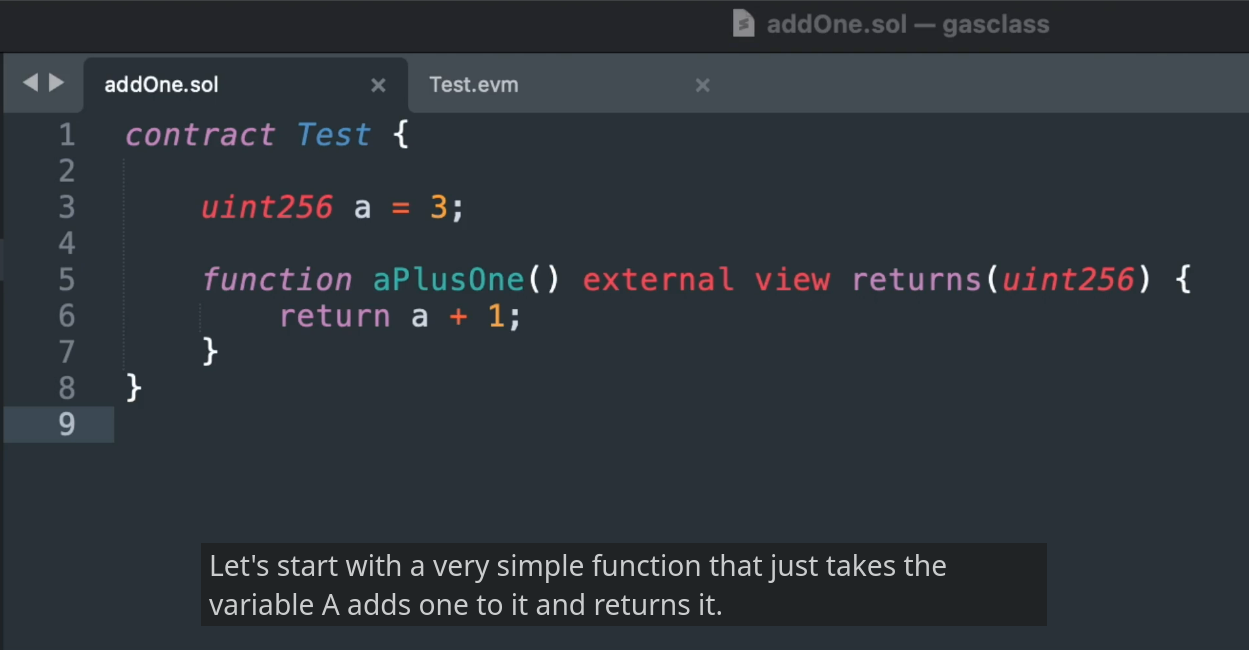 addOne.sol — gasclass
addOne.sol × Test.evm ×
1 contract Test {
2
3 uint256 a = 3;
4
5 function aPlusOne() external view returns(uint256) {
6 return a + 1;
7 }
8 }
9
Let's start with a very simple function that just takes the
variable A adds one to it and returns it.